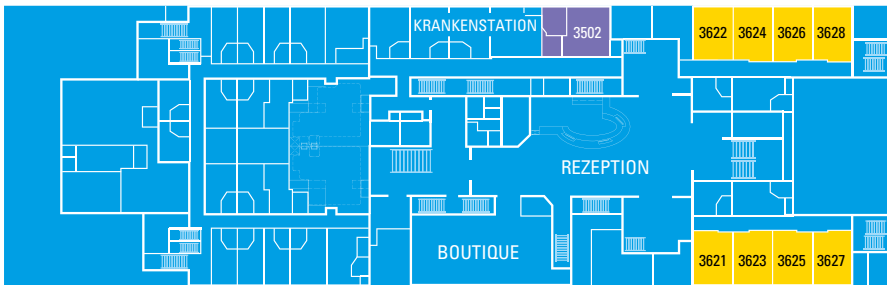 KRANKENSTATION
3502
3622 3624 3626 3628
REZEPTION
BOUTIQUE
3621 3623 3625 3627